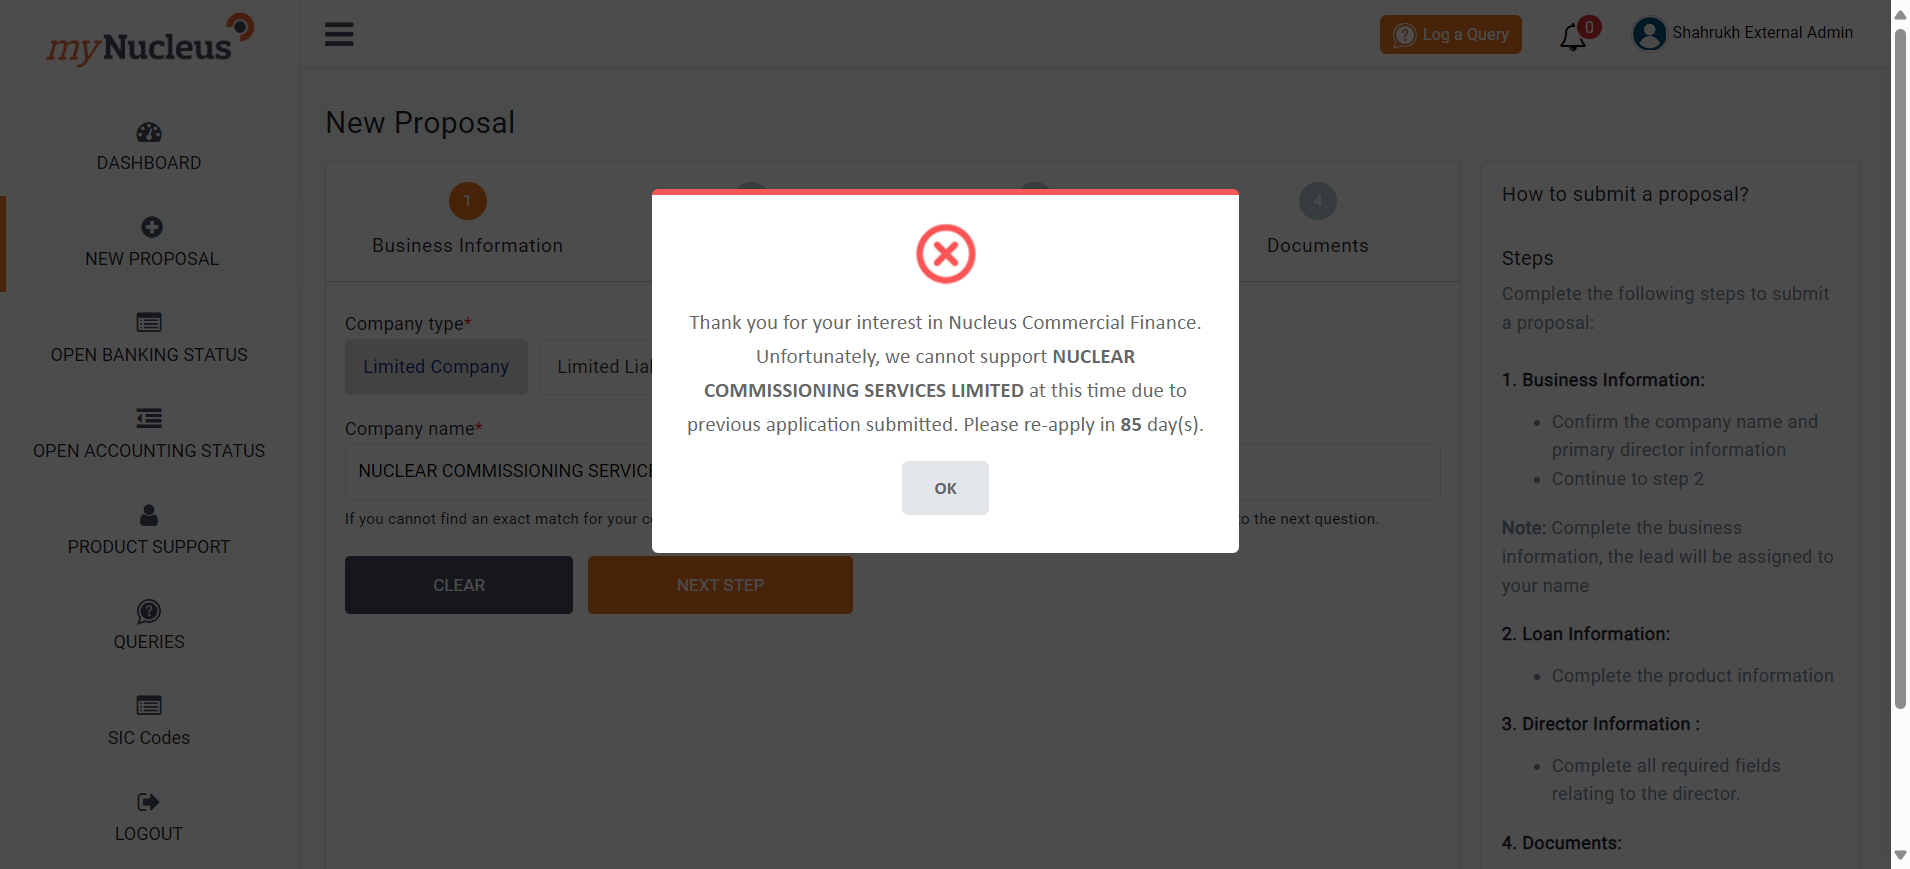 myNucleus
Log a Query
0
Shahrukh External Admin
DASHBOARD
NEW PROPOSAL
OPEN BANKING STATUS
OPEN ACCOUNTING STATUS
PRODUCT SUPPORT
QUERIES
SIC Codes
LOGOUT
New Proposal
1
Business Information
4
Documents
Company type*
Limited Company
Limited
Company name*
NUCLEAR COMMISSIONING
If you cannot find an exact match for your
to the next question.
CLEAR
NEXT STEP
Thank you for your interest in Nucleus Commercial Finance.
Unfortunately, we cannot support NUCLEAR
COMMISSIONING SERVICES LIMITED at this time due to
previous application submitted. Please re-apply in 85 day(s).
OK
How to submit a proposal?
Steps
Complete the following steps to submit
a proposal:
1. Business Information:
• Confirm the company name and
primary director information
• Continue to step 2
Note: Complete the business
information, the lead will be assigned to
your name
2. Loan Information:
• Complete the product information
3. Director Information :
• Complete all required fields
relating to the director.
4. Documents: